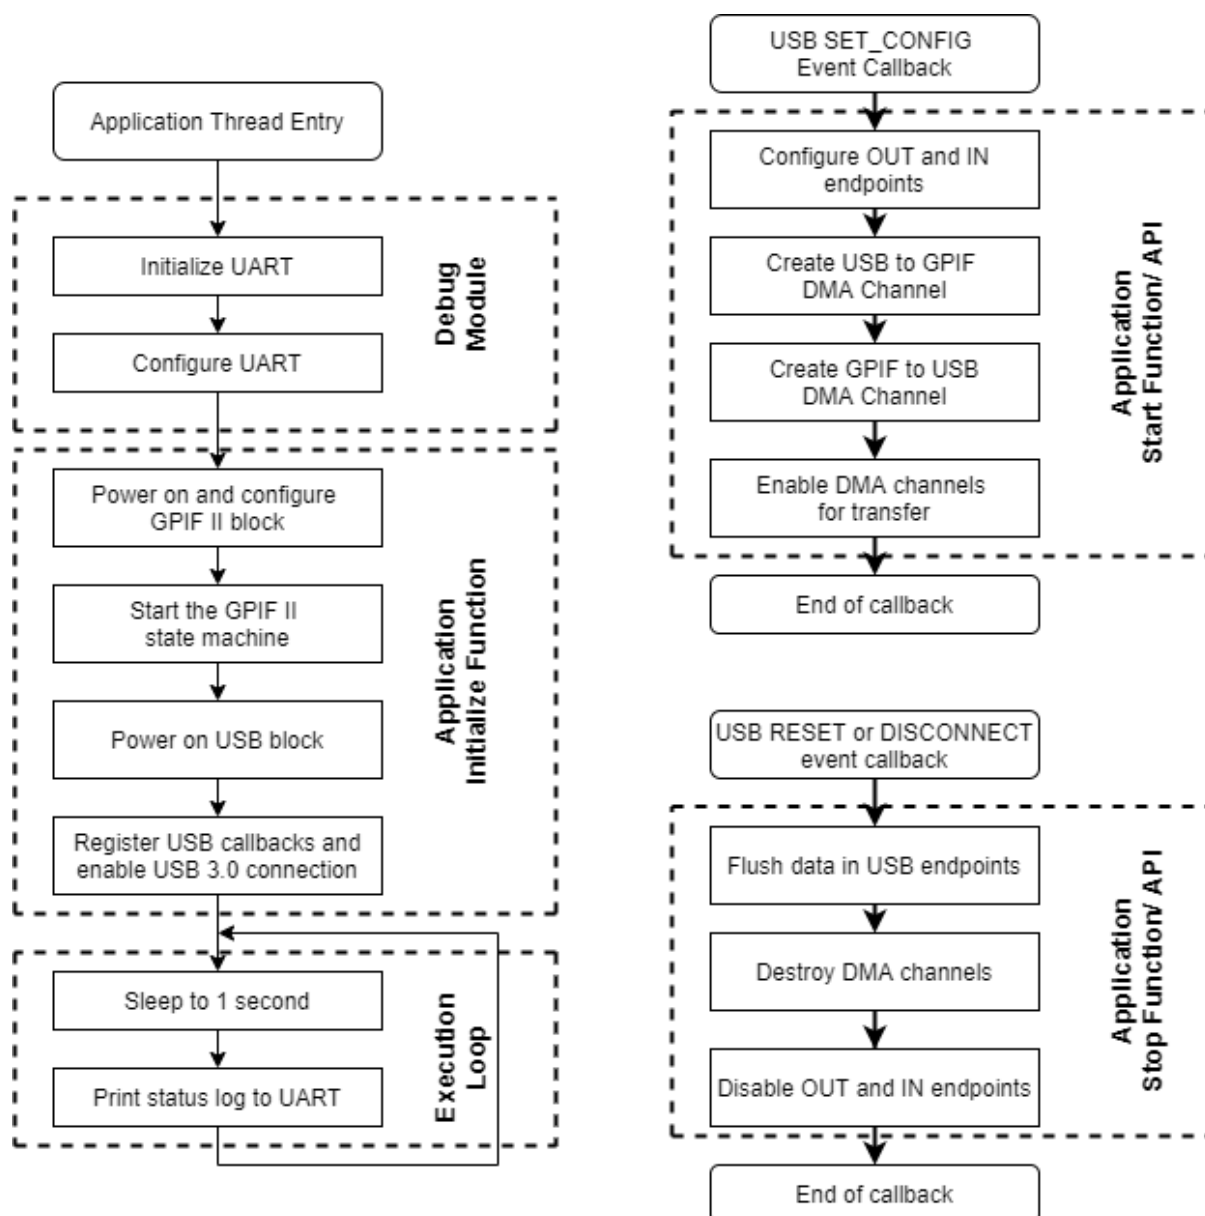 Application Thread Entry
Initialize UART
Configure UART
Debug
Module
Power on and configure
GPIF II block
Start the GPIF II
state machine
Power on USB block
Register USB callbacks and
enable USB 3.0 connection
Application
Initialize Function
Sleep to 1 second
Print status log to UART
Execution
Loop
USB SET_CONFIG
Event Callback
Configure OUT and IN
endpoints
Create USB to GPIF
DMA Channel
Create GPIF to USB
DMA Channel
Enable DMA channels
for transfer
Application
Start Function/ API
End of callback
USB RESET or DISCONNECT
event callback
Flush data in USB endpoints
Destroy DMA channels
Disable OUT and IN endpoints
Application
Stop Function/ API
End of callback